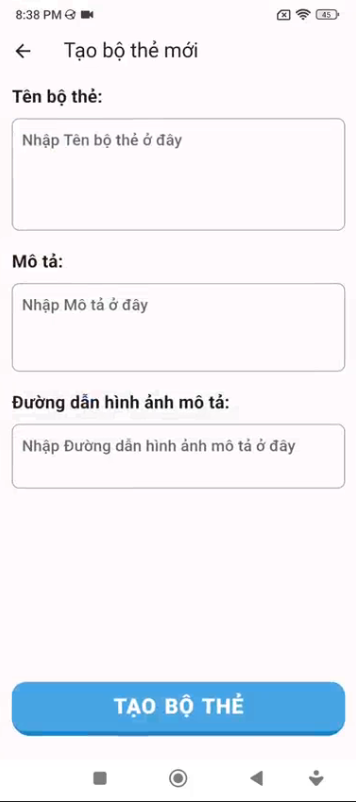 8:38 PM
45
Tạo bộ thẻ mới
Tên bộ thẻ:
Nhập Tên bộ thẻ ở đây
Mô tả:
Nhập Mô tả ở đây
Đường dẫn hình ảnh mô tả:
Nhập Đường dẫn hình ảnh mô tả ở đây
TẠO BỘ THẺ